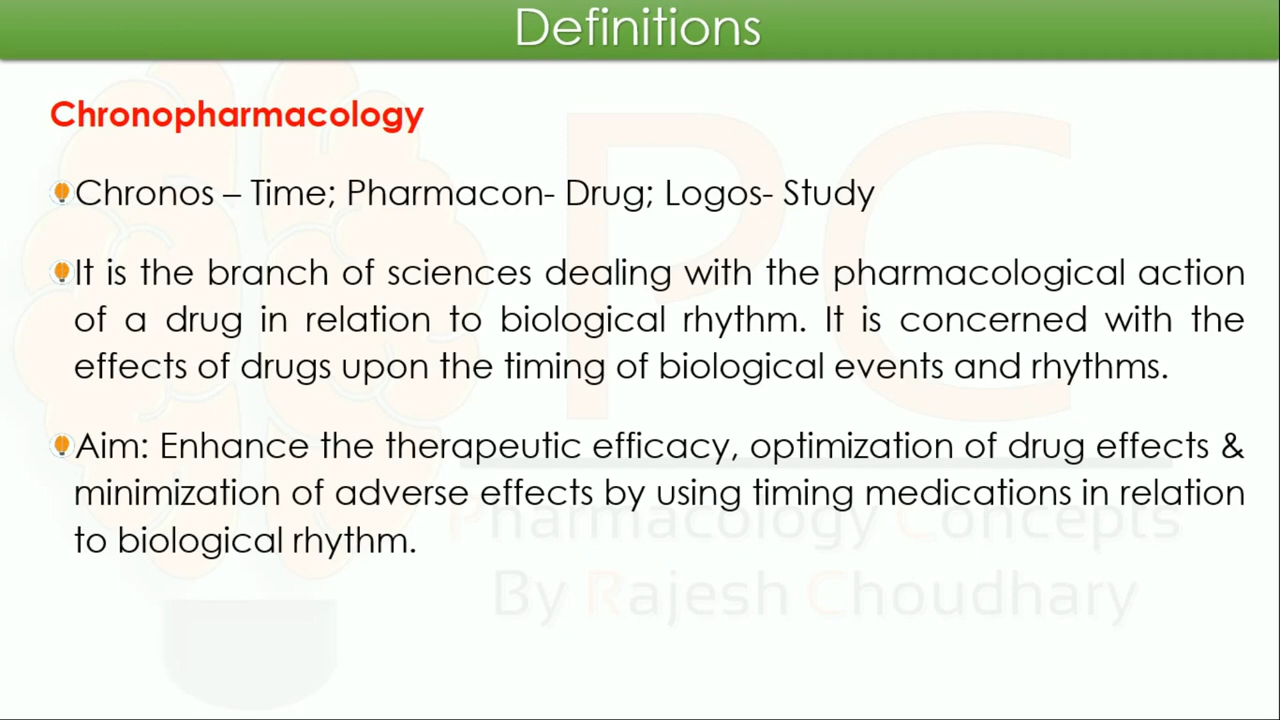 Definitions
Chronopharmacology
Chronos – Time; Pharmacon- Drug; Logos- Study
It is the branch of sciences dealing with the pharmacological action
of a drug in relation to biological rhythm. It is concerned with the
effects of drugs upon the timing of biological events and rhythms.
Aim: Enhance the therapeutic efficacy, optimization of drug effects &
minimization of adverse effects by using timing medications in relation
to biological rhythm.
PC
Pharmacology Concepts
By Rajesh Choudhary